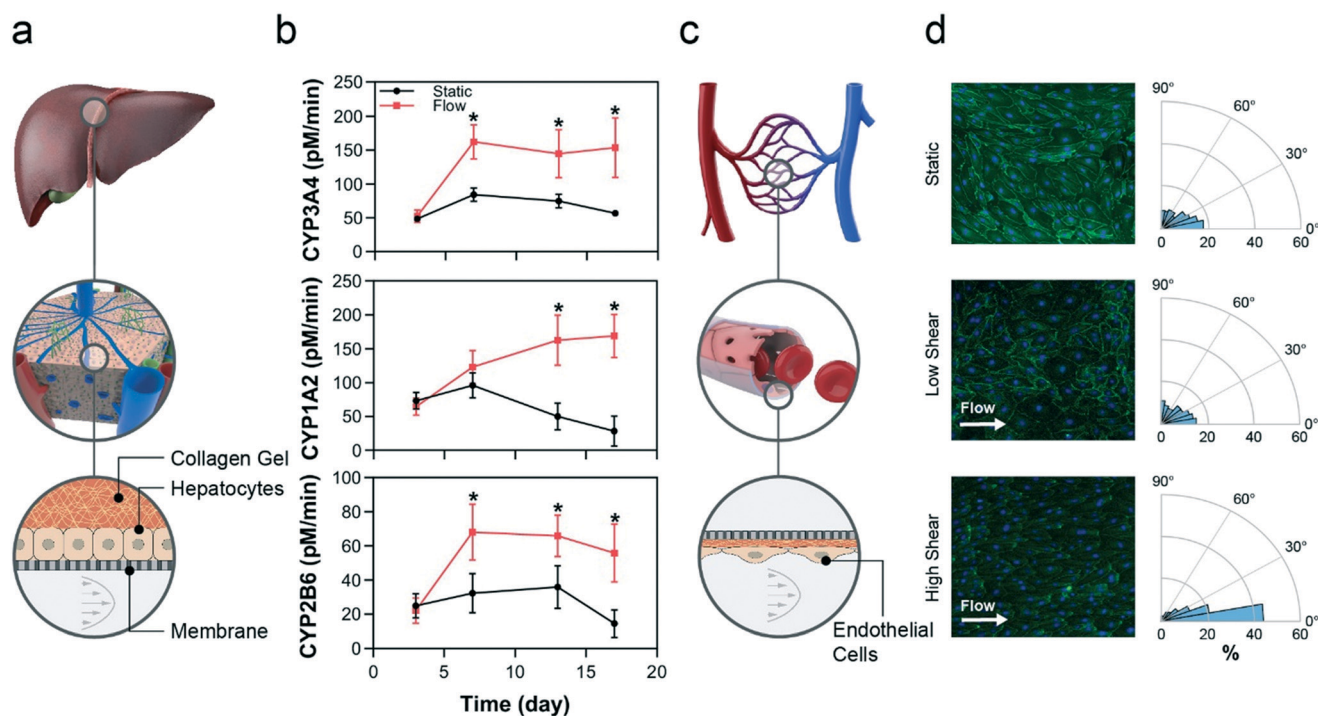 a
b
c
d
Collagen Gel
Hepatocytes
Membrane
CYP3A4 (pM/min)
250
200
150
100
50
0
Static
Flow
*
*
*
CYP1A2 (pM/min)
250
200
150
100
50
0
*
*
CYP2B6 (pM/min)
100
80
60
40
20
0
*
*
*
0
5
10
15
20
Time (day)
Endothelial
Cells
Static
90°
60°
30°
0°
0
20
40
60
Low Shear
Flow
90°
60°
30°
0°
0
20
40
60
High Shear
Flow
90°
60°
30°
0°
0
20
40
60
%